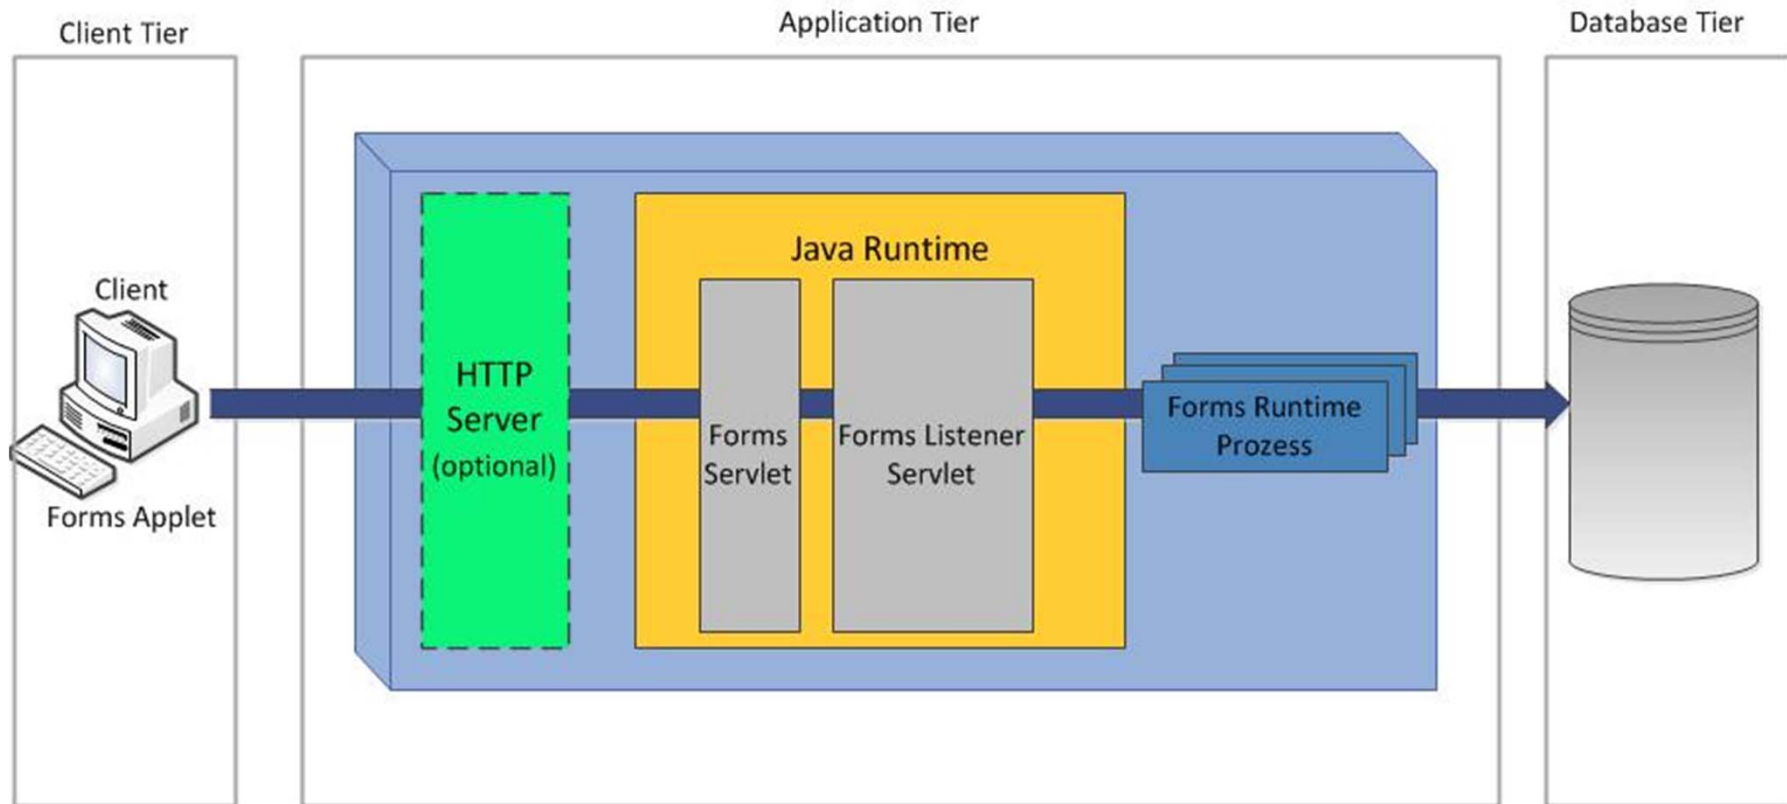 Client Tier
Application Tier
Database Tier
Client
Forms Applet
HTTP
Server
(optional)
Java Runtime
Forms
Servlet
Forms Listener
Servlet
Forms Runtime
Prozess